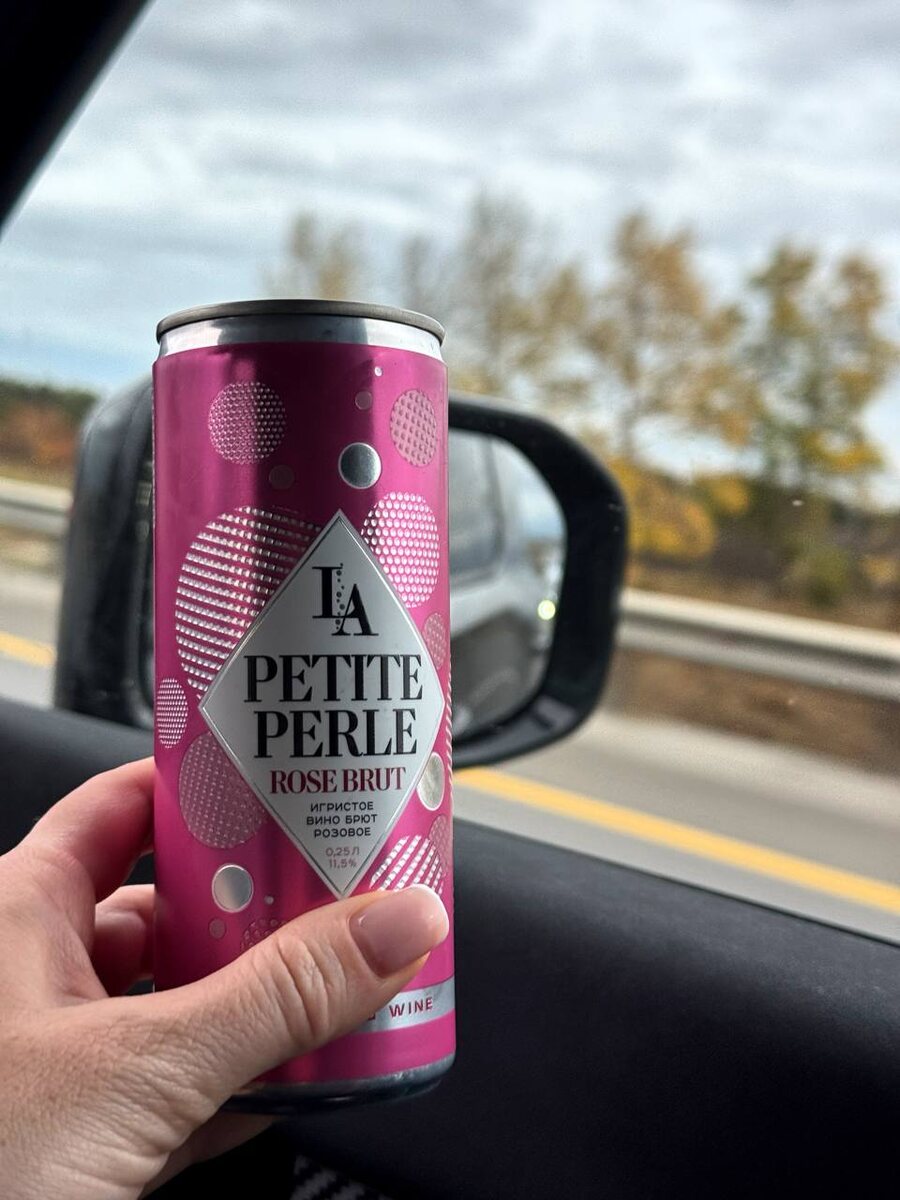 LA
PETITE
PERLE
ROSE BRUT
ИГРИСТОЕ
ВИНО БРЮТ
РОЗОВОЕ
0,25 Л
11,5%
WINE